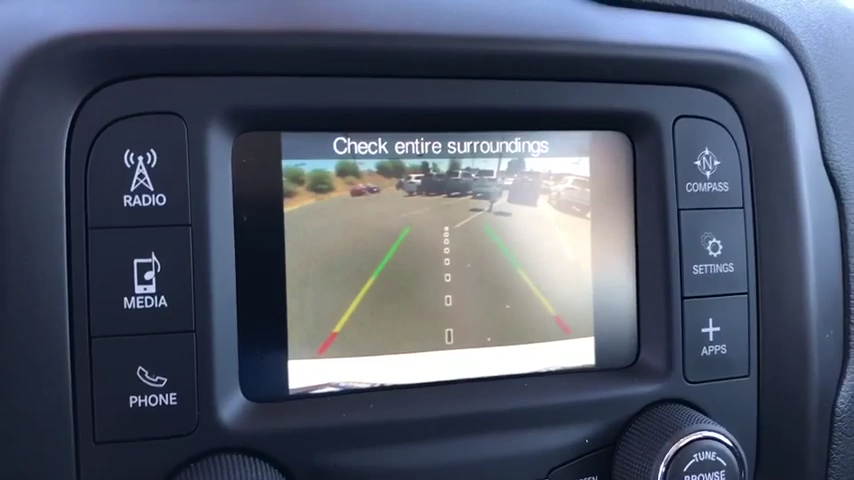 Check entire surroundings
RADIO
MEDIA
PHONE
N
COMPASS
SETTINGS
APPS
TUNE
BROWSE